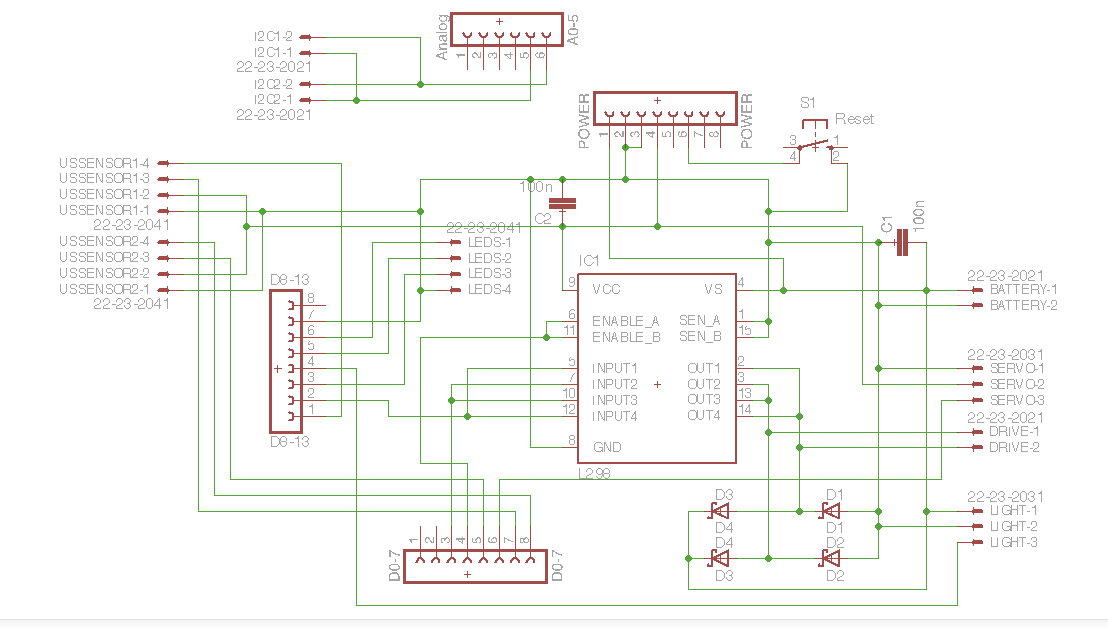 Analog
A0-5
1 2 3 4 5 6
I2C1-2
I2C1-1
22-23-2021
I2C2-2
I2C2-1
22-23-2021
POWER
POWER
1 2 3 4 5 6 7 8
S1
Reset
3 1
4 2
USSENSOR1-4
USSENSOR1-3
USSENSOR1-2
USSENSOR1-1
22-23-2041
USSENSOR2-4
USSENSOR2-3
USSENSOR2-2
USSENSOR2-1
22-23-2041
100n
C2
22-23-2041
LEDS-1
LEDS-2
LEDS-3
LEDS-4
C1
100n
D8-13
8
7
6
5
4
3
2
1
D8-13
IC1
9 VCC VS 4
6 ENABLE_A SEN_A 1
11 ENABLE_B SEN_B 15
5 INPUT1 OUT1 2
7 INPUT2 OUT2 3
10 INPUT3 OUT3 13
12 INPUT4 OUT4 14
8 GND
L298
22-23-2021
BATTERY-1
BATTERY-2
22-23-2031
SERVO-1
SERVO-2
SERVO-3
22-23-2021
DRIVE-1
DRIVE-2
22-23-2031
LIGHT-1
LIGHT-2
LIGHT-3
D3 D1
D4 D1
D4 D2
D3 D2
D0-7
1 2 3 4 5 6 7 8
D0-7